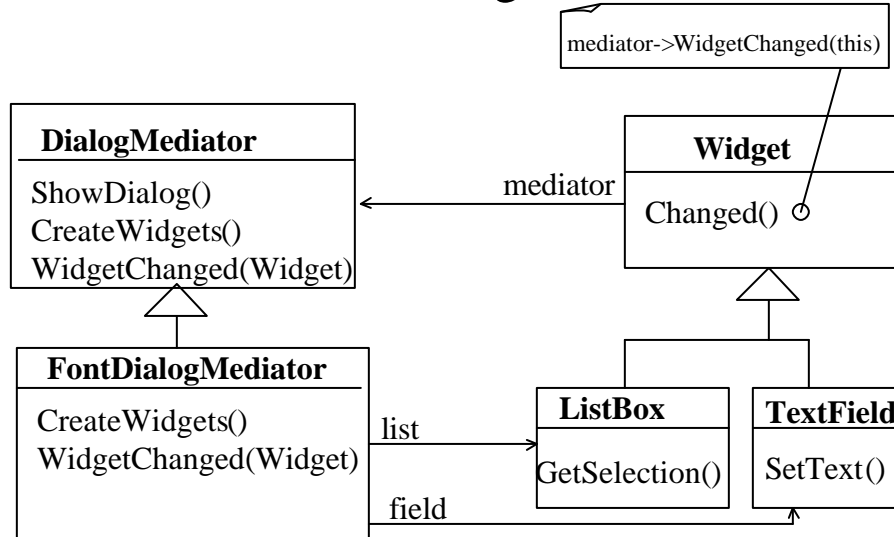 mediator->WidgetChanged(this)
DialogMediator
ShowDialog()
CreateWidgets()
WidgetChanged(Widget)
mediator
Widget
Changed()
FontDialogMediator
CreateWidgets()
WidgetChanged(Widget)
list
field
ListBox
GetSelection()
TextField
SetText()